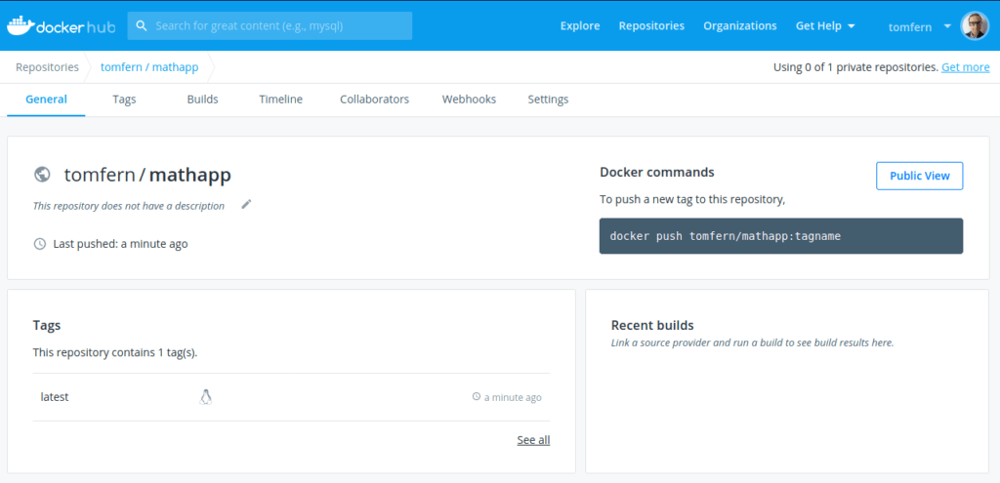 dockerhub
Search for great content (e.g., mysql)
Explore
Repositories
Organizations
Get Help
tomfern
Repositories
tomfern / mathapp
Using 0 of 1 private repositories. Get more
General
Tags
Builds
Timeline
Collaborators
Webhooks
Settings
tomfern / mathapp
This repository does not have a description
Last pushed: a minute ago
Docker commands
Public View
To push a new tag to this repository,
docker push tomfern/mathapp:tagname
Tags
This repository contains 1 tag(s).
latest
a minute ago
See all
Recent builds
Link a source provider and run a build to see build results here.